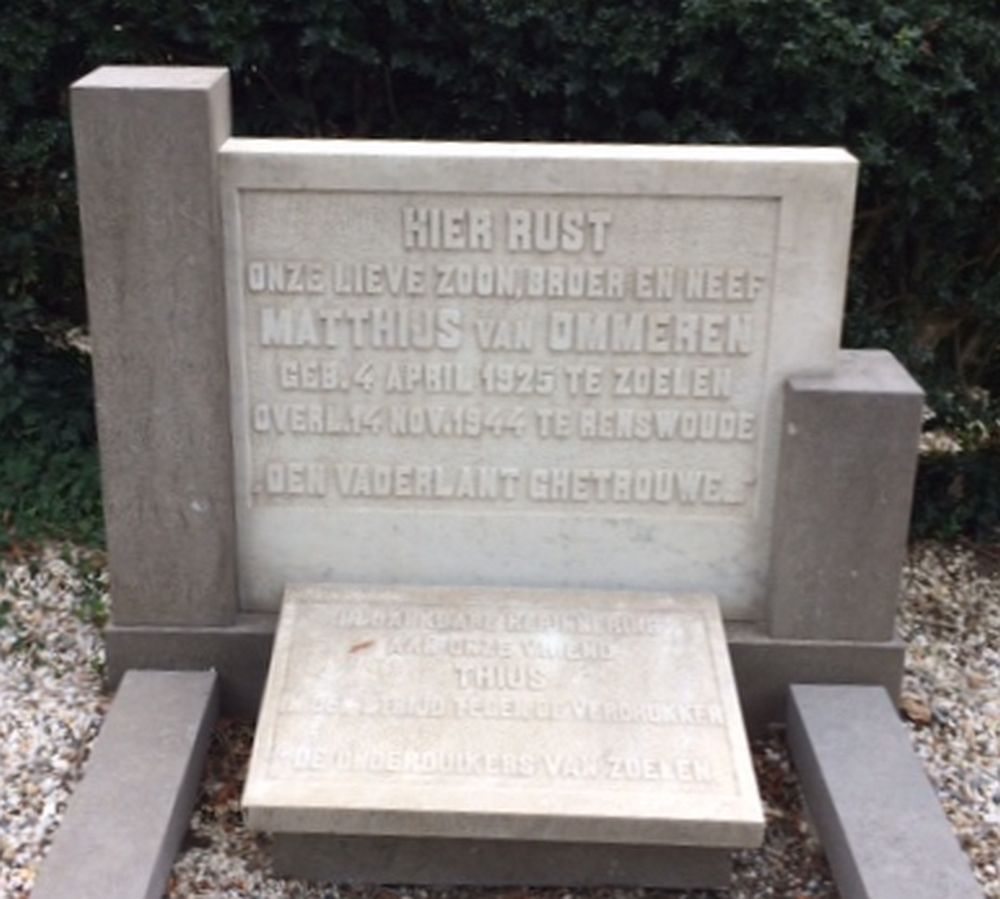 HIER RUST
ONZE LIEVE ZOON, BROER EN NEEF
MATTHIJS VAN OMMEREN
GEB. 4 APRIL 1925 TE ZOELEN
OVERL. 14 NOV. 1944 TE RENSWOUDE
„DEN VADERLANT GHETROUWE„
DANKBARE HERINNERING
AAN ONZE VRIEND
THIJS
IN DEN STRIJD TEGEN DE VERDRUKKER
DE ONDERDUIKERS VAN ZOELEN